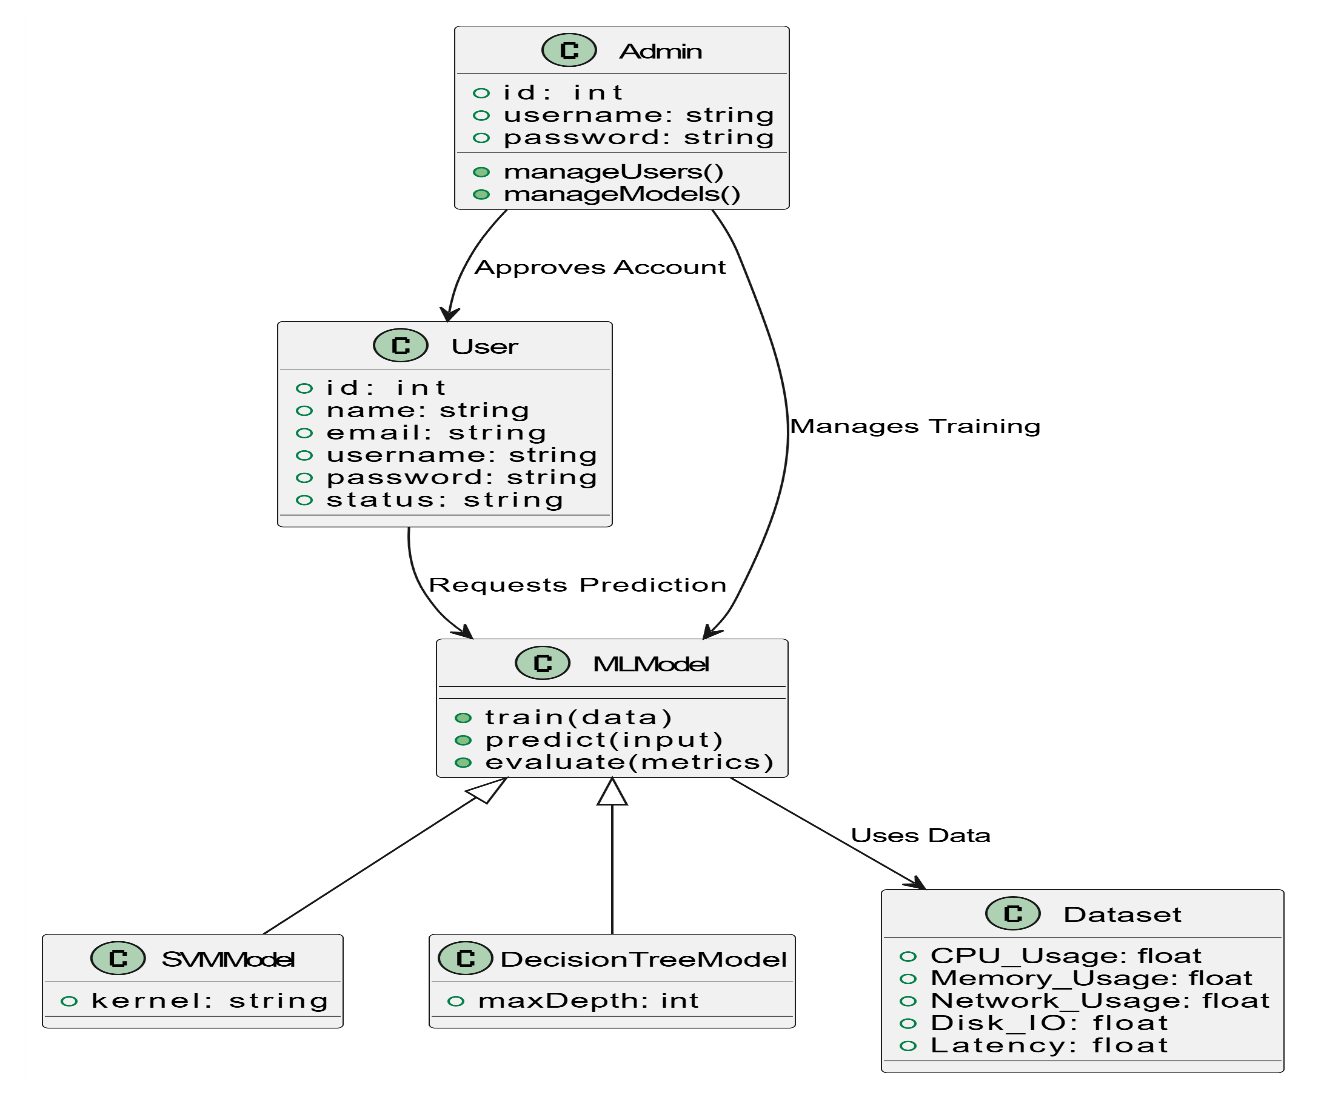 C Admin
id: int
username: string
password: string
manageUsers()
manageModels()
Approves Account
C User
id: int
name: string
email: string
username: string
password: string
status: string
Manages Training
Requests Prediction
C MLModel
train(data)
predict(input)
evaluate(metrics)
Uses Data
C SVMModel
kernel: string
C DecisionTreeModel
maxDepth: int
C Dataset
CPU_Usage: float
Memory_Usage: float
Network_Usage: float
Disk_IO: float
Latency: float